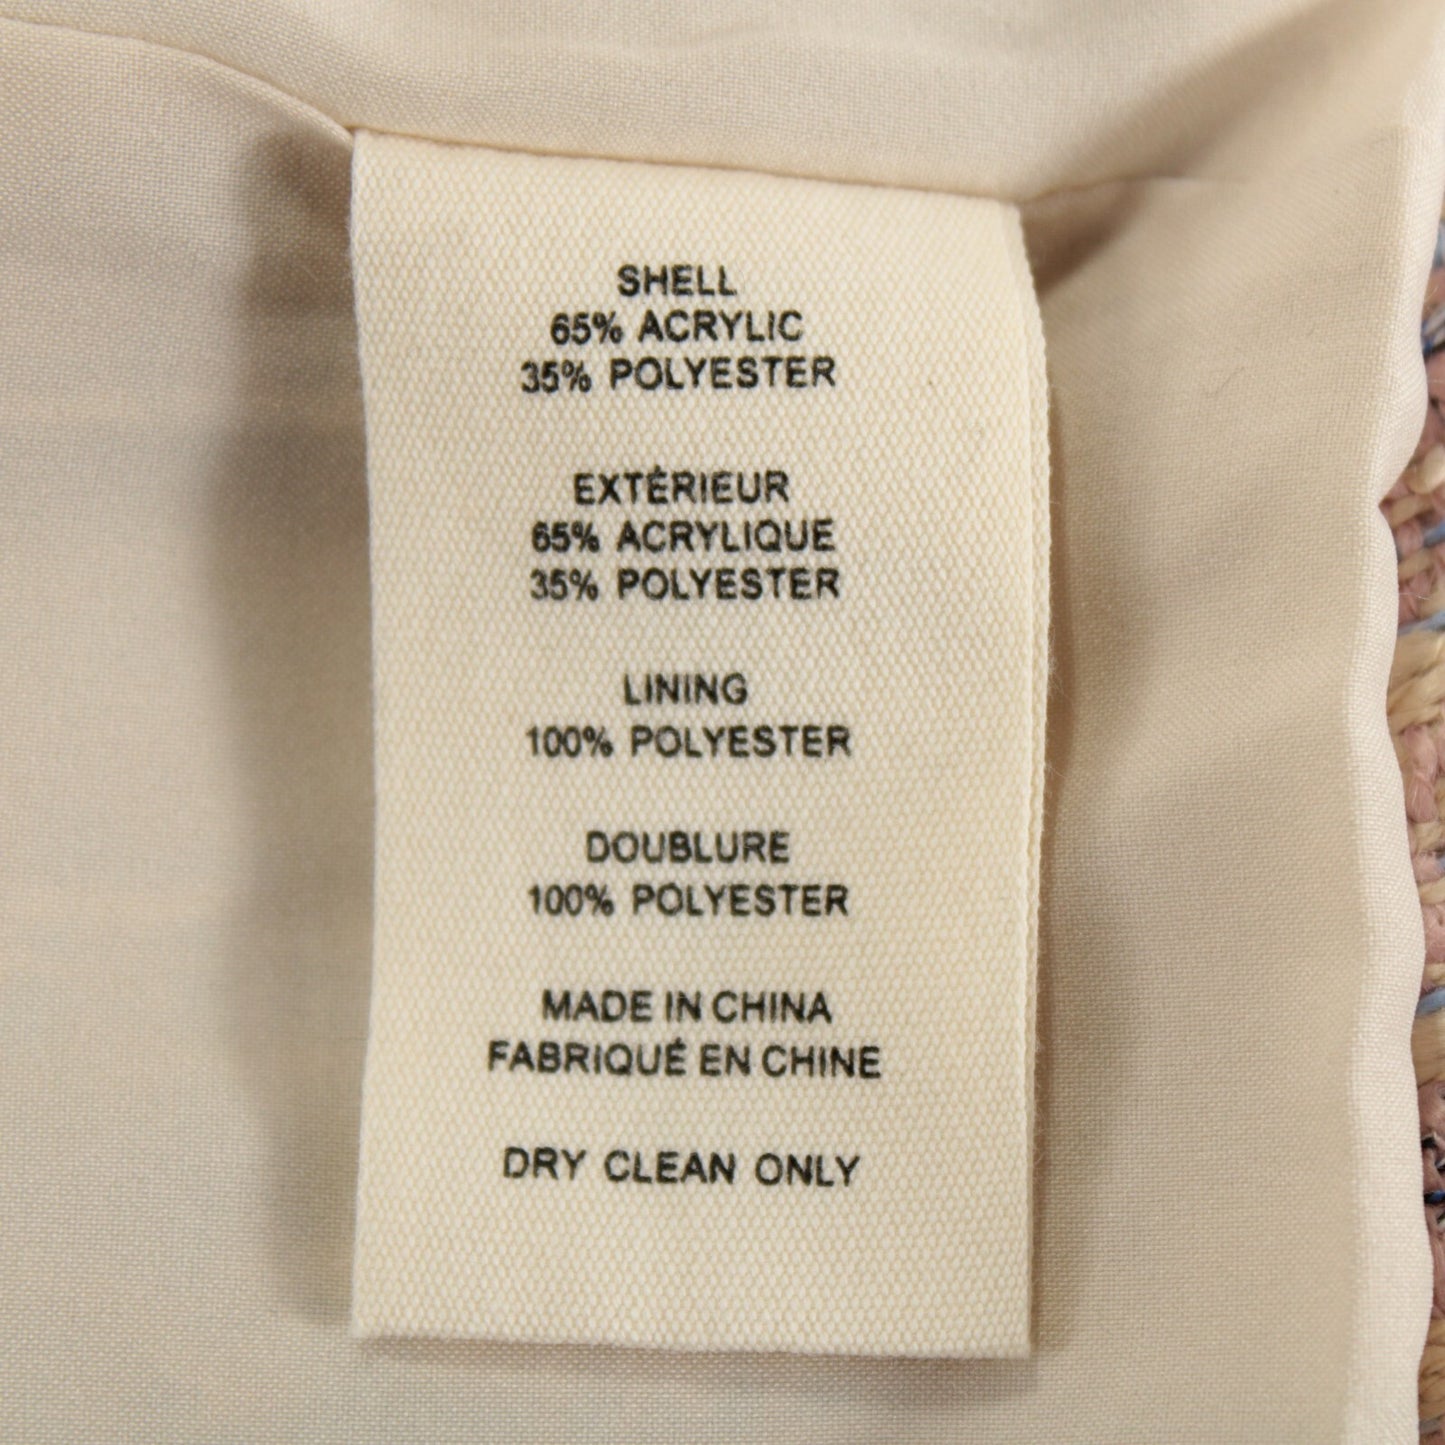 SHELL
65% ACRYLIC
35% POLYESTER
EXTÉRIEUR
65% ACRYLIQUE
35% POLYESTER
LINING
100% POLYESTER
DOUBLURE
100% POLYESTER
MADE IN CHINA
FABRIQUÉ EN CHINE
DRY CLEAN ONLY